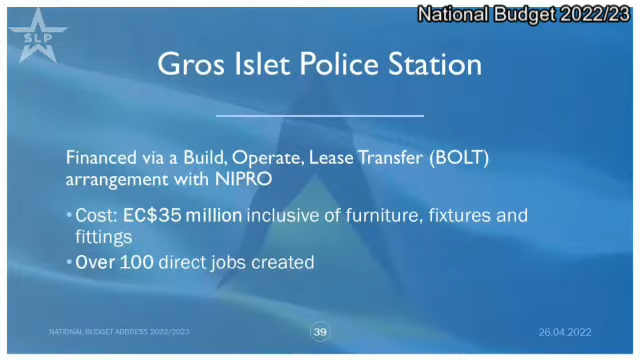 National Budget 2022/23
SLP
Gros Islet Police Station
Financed via a Build, Operate, Lease Transfer (BOLT)
arrangement with NIPRO
• Cost: EC$35 million inclusive of furniture, fixtures and
fittings
• Over 100 direct jobs created
NATIONAL BUDGET ADDRESS 2022/2023
39
26.04.2022